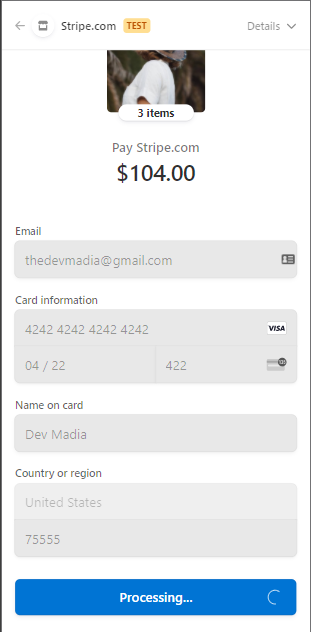 Stripe.com TEST Details
3 items
Pay Stripe.com
$104.00
Email
thedevmadia@gmail.com
Card information
4242 4242 4242 4242 VISA
04 / 22 422
Name on card
Dev Madia
Country or region
United States
75555
Processing...